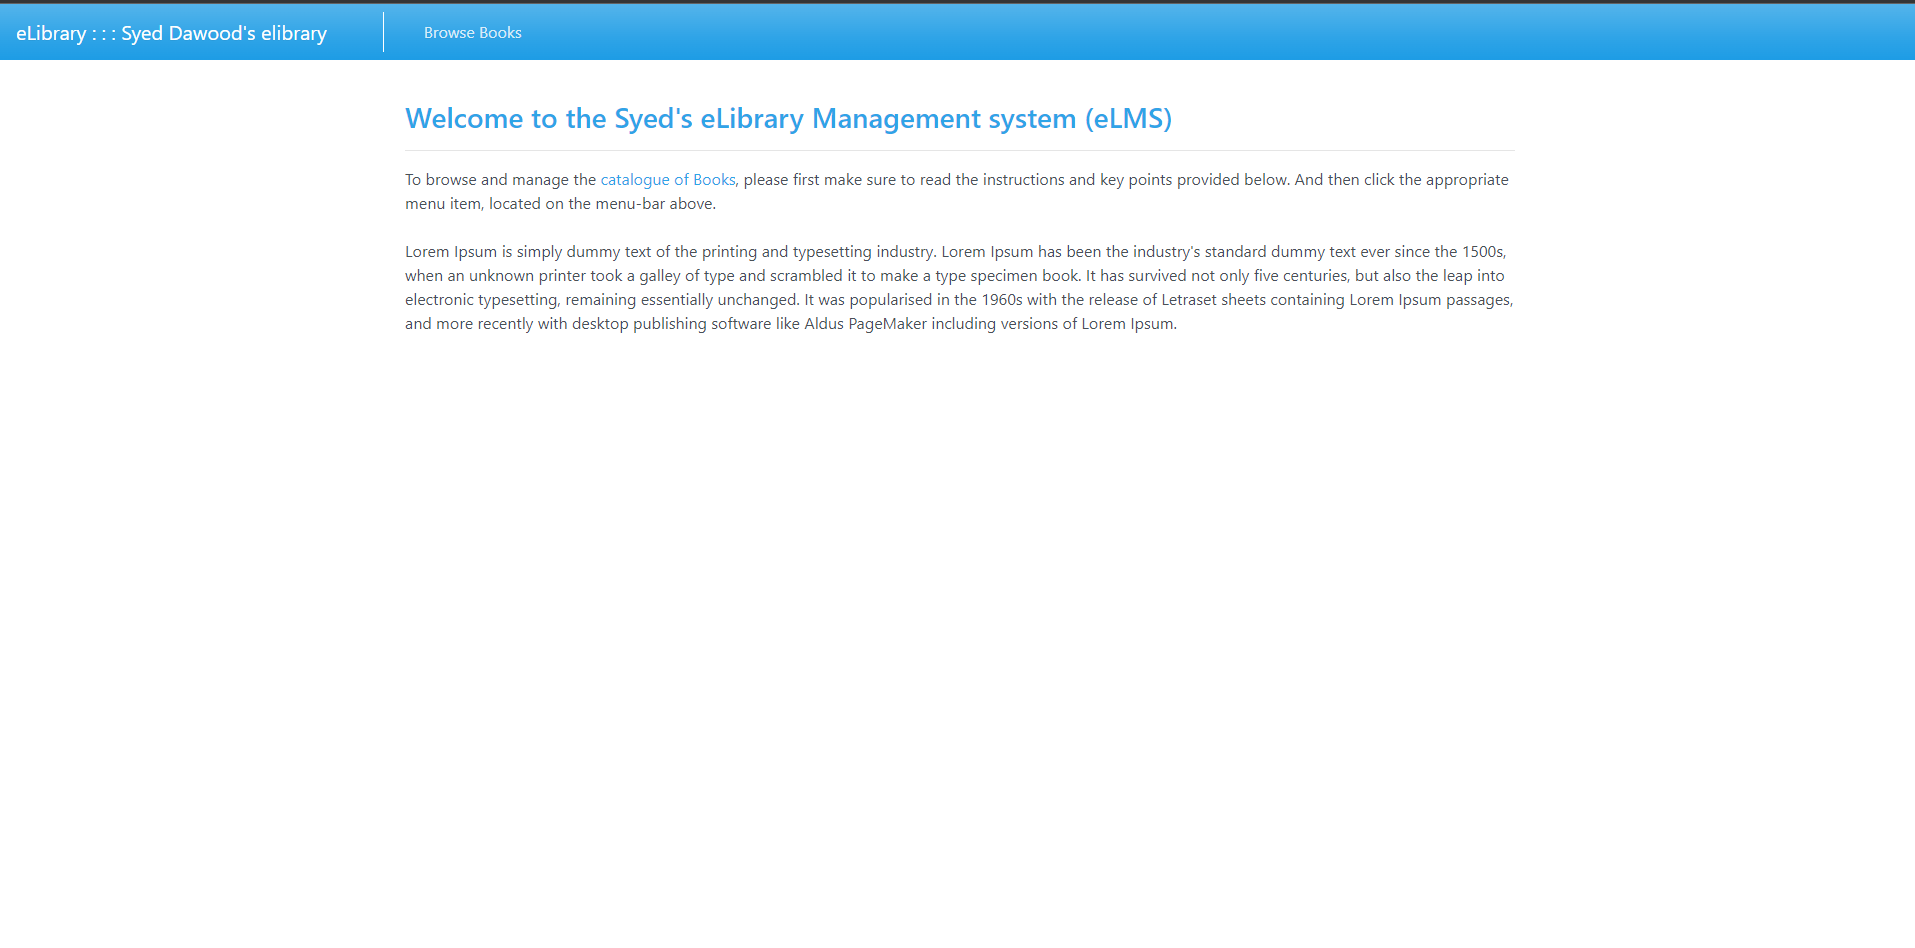 eLibrary : : : Syed Dawood's elibrary
Browse Books
Welcome to the Syed's eLibrary Management system (eLMS)
To browse and manage the catalogue of Books, please first make sure to read the instructions and key points provided below. And then click the appropriate
menu item, located on the menu-bar above.
Lorem Ipsum is simply dummy text of the printing and typesetting industry. Lorem Ipsum has been the industry's standard dummy text ever since the 1500s,
when an unknown printer took a galley of type and scrambled it to make a type specimen book. It has survived not only five centuries, but also the leap into
electronic typesetting, remaining essentially unchanged. It was popularised in the 1960s with the release of Letraset sheets containing Lorem Ipsum passages,
and more recently with desktop publishing software like Aldus PageMaker including versions of Lorem Ipsum.